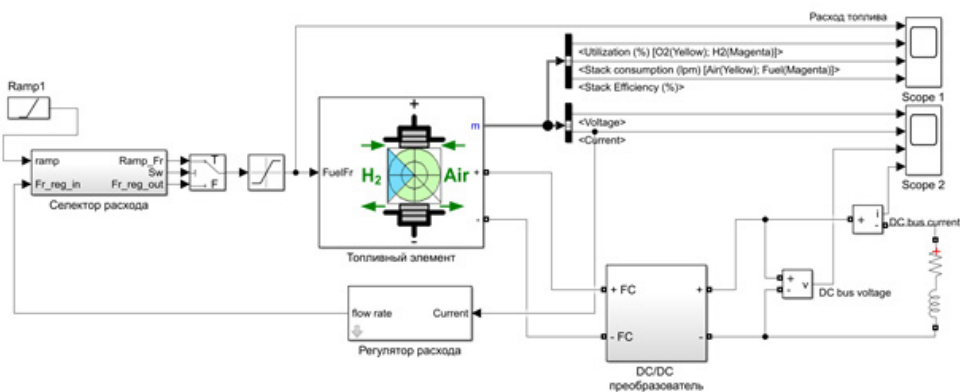 Расход топлива
<Utilization (%) [O2(Yellow); H2(Magenta)]>
<Stack consumption (lpm) [Air(Yellow); Fuel(Magenta)]>
<Stack Efficiency (%)>
Scope 1
Ramp1
<Voltage>
<Current>
Scope 2
ramp
Fr_reg_in
Ramp_Fr
Sw
Fr_reg_out
Селектор расхода
T
F
FuelFr
H₂
Air
m
+
-
+
-
Топливный элемент
+
i
-
DC bus current
+
-
v
DC bus voltage
+
flow rate
Current
Регулятор расхода
+ FC
- FC
+
-
DC/DC
преобразователь